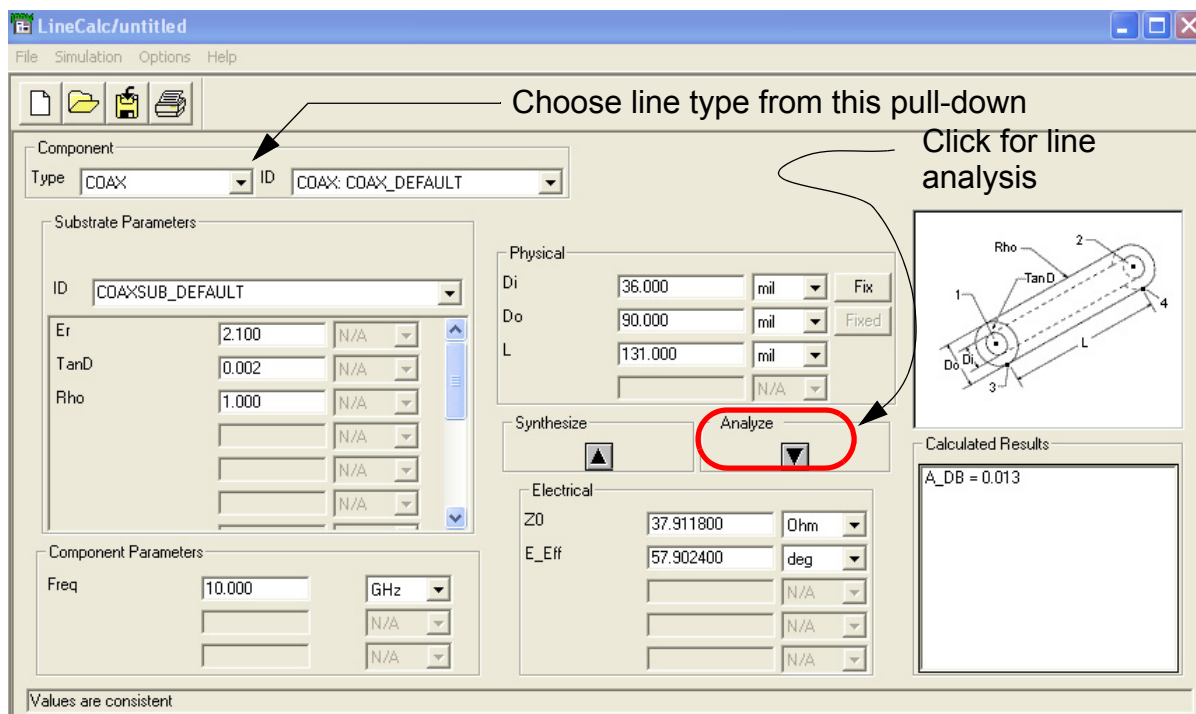 LineCalc/untitled
File Simulation Options Help
Choose line type from this pull-down
Click for line
analysis
Component
Type COAX ID COAX: COAX_DEFAULT
Substrate Parameters
ID COAXSUB_DEFAULT
Er 2.100 N/A
TanD 0.002 N/A
Rho 1.000 N/A
N/A
N/A
N/A
Component Parameters
Freq 10.000 GHz
N/A
N/A
Physical
Di 36.000 mil Fix
Do 90.000 mil Fixed
L 131.000 mil
N/A
Synthesize Analyze
Electrical
Z0 37.911800 Ohm
E_Eff 57.902400 deg
N/A
N/A
N/A
Rho 2
TanD
1 4
Do Di L
3
Calculated Results
A_DB = 0.013
Values are consistent